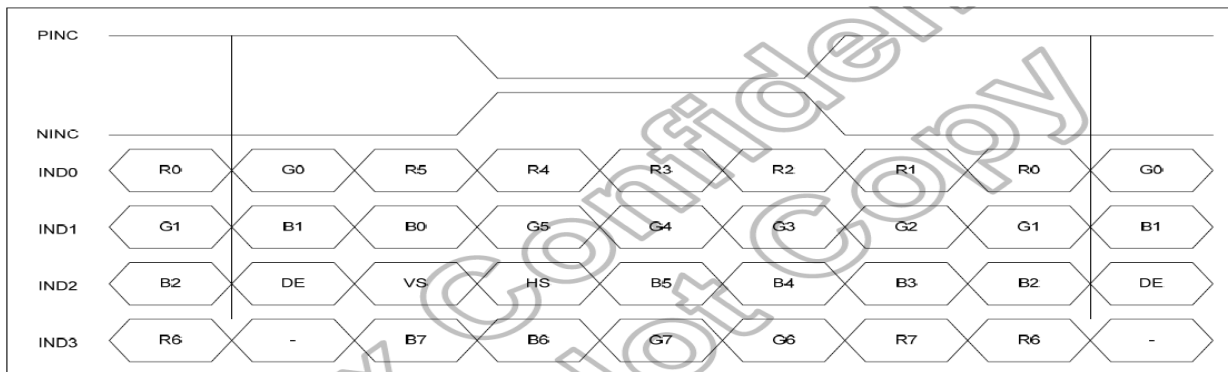 PINC
NINC
IND0 R0 G0 R5 R4 R3 R2 R1 R0 G0
IND1 G1 B1 B0 G5 G4 G3 G2 G1 B1
IND2 B2 DE VS HS B5 B4 B3 B2 DE
IND3 R6 - B7 B6 G7 G6 R7 R6 -
Copy